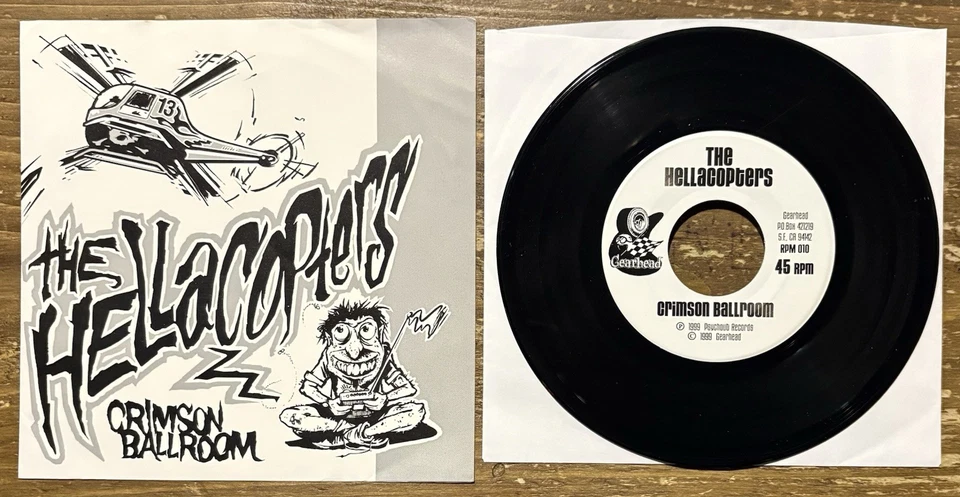 13
THE
HELLACOPTERS
CRIMSON
BALLROOM
THE
HELLACOPTERS
Gearhead
Gearhead
PO Box 421219
S.F., CA 94142
RPM 010
45 RPM
CRIMSON BALLROOM
℗ 1999 Psychout Records
© 1999 Gearhead